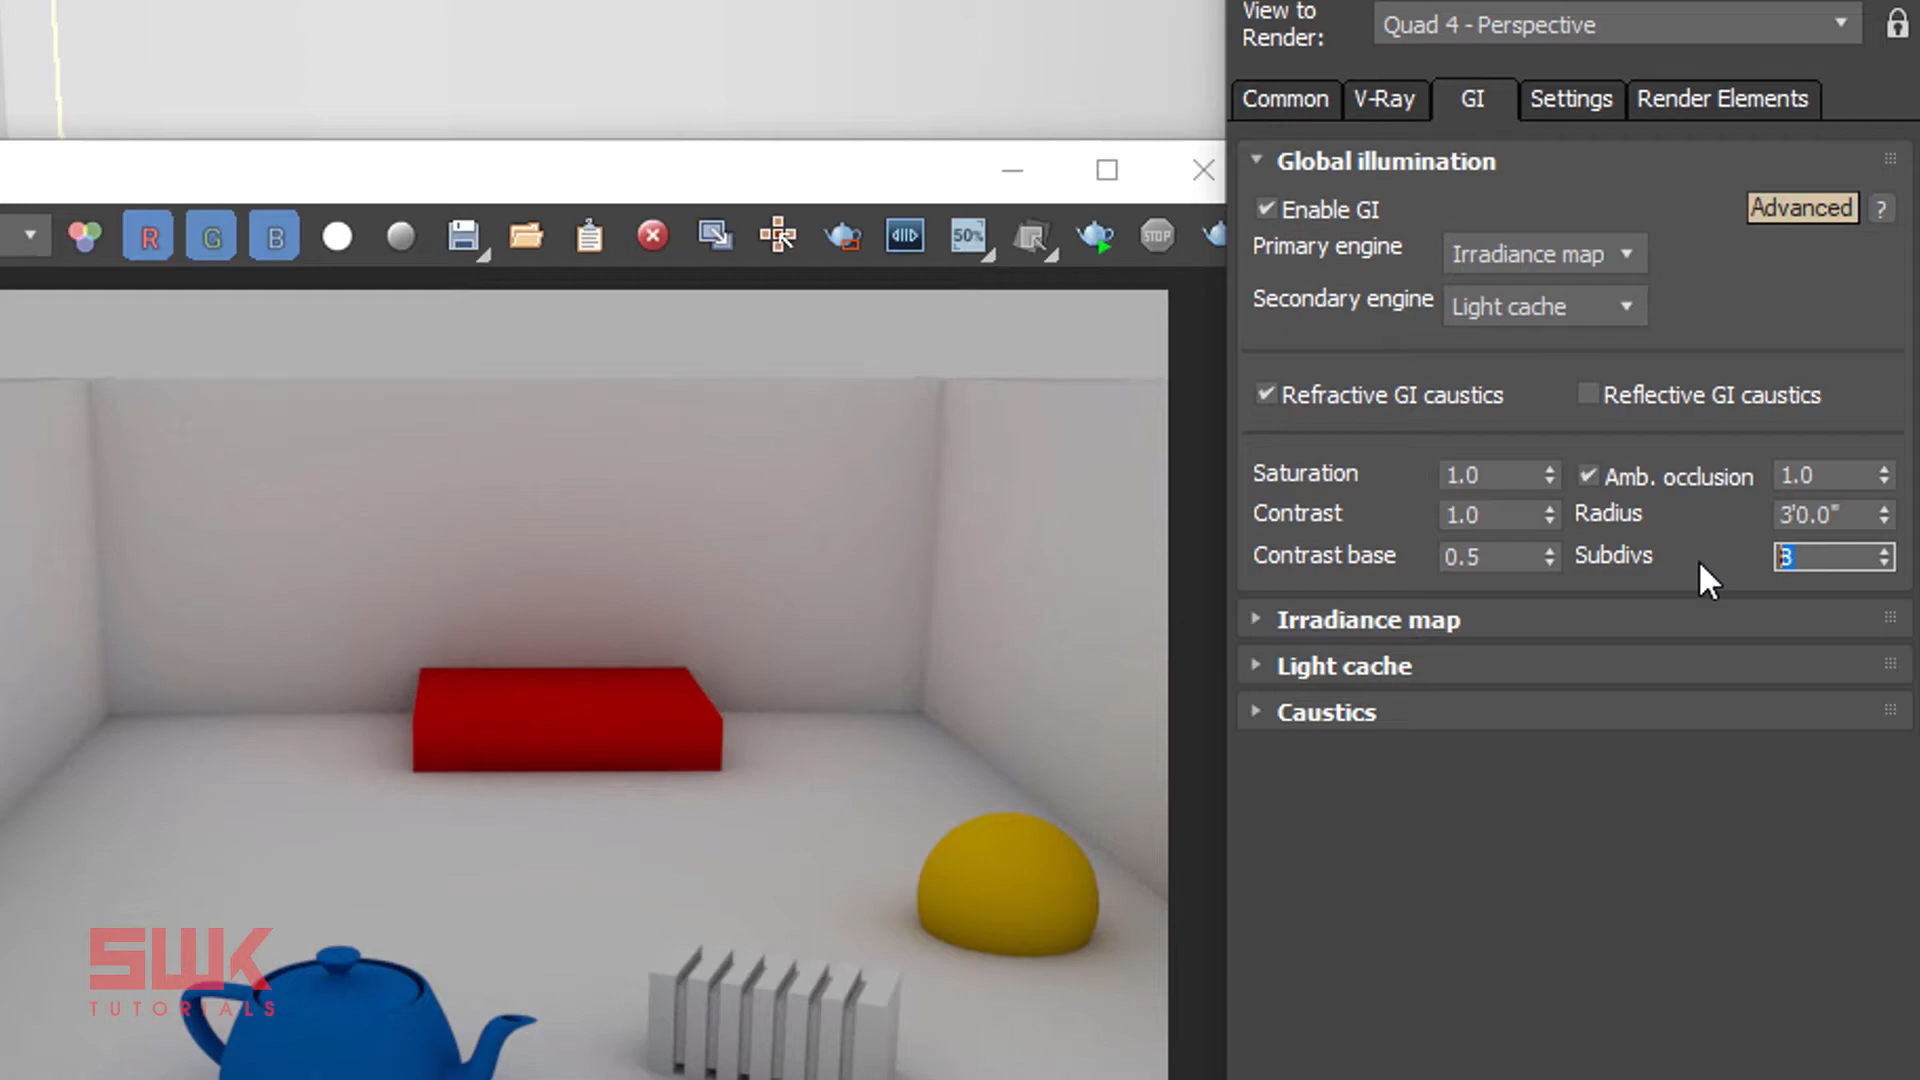 View to
Render:
Quad 4 - Perspective
Common
V-Ray
GI
Settings
Render Elements
Global illumination
Enable GI
Advanced
?
Primary engine
Irradiance map
Secondary engine
Light cache
Refractive GI caustics
Reflective GI caustics
Saturation
1.0
Amb. occlusion
1.0
Contrast
1.0
Radius
3'0.0"
Contrast base
0.5
Subdivs
8
Irradiance map
Light cache
Caustics
R
G
B
50%
STOP
SWK
TUTORIALS